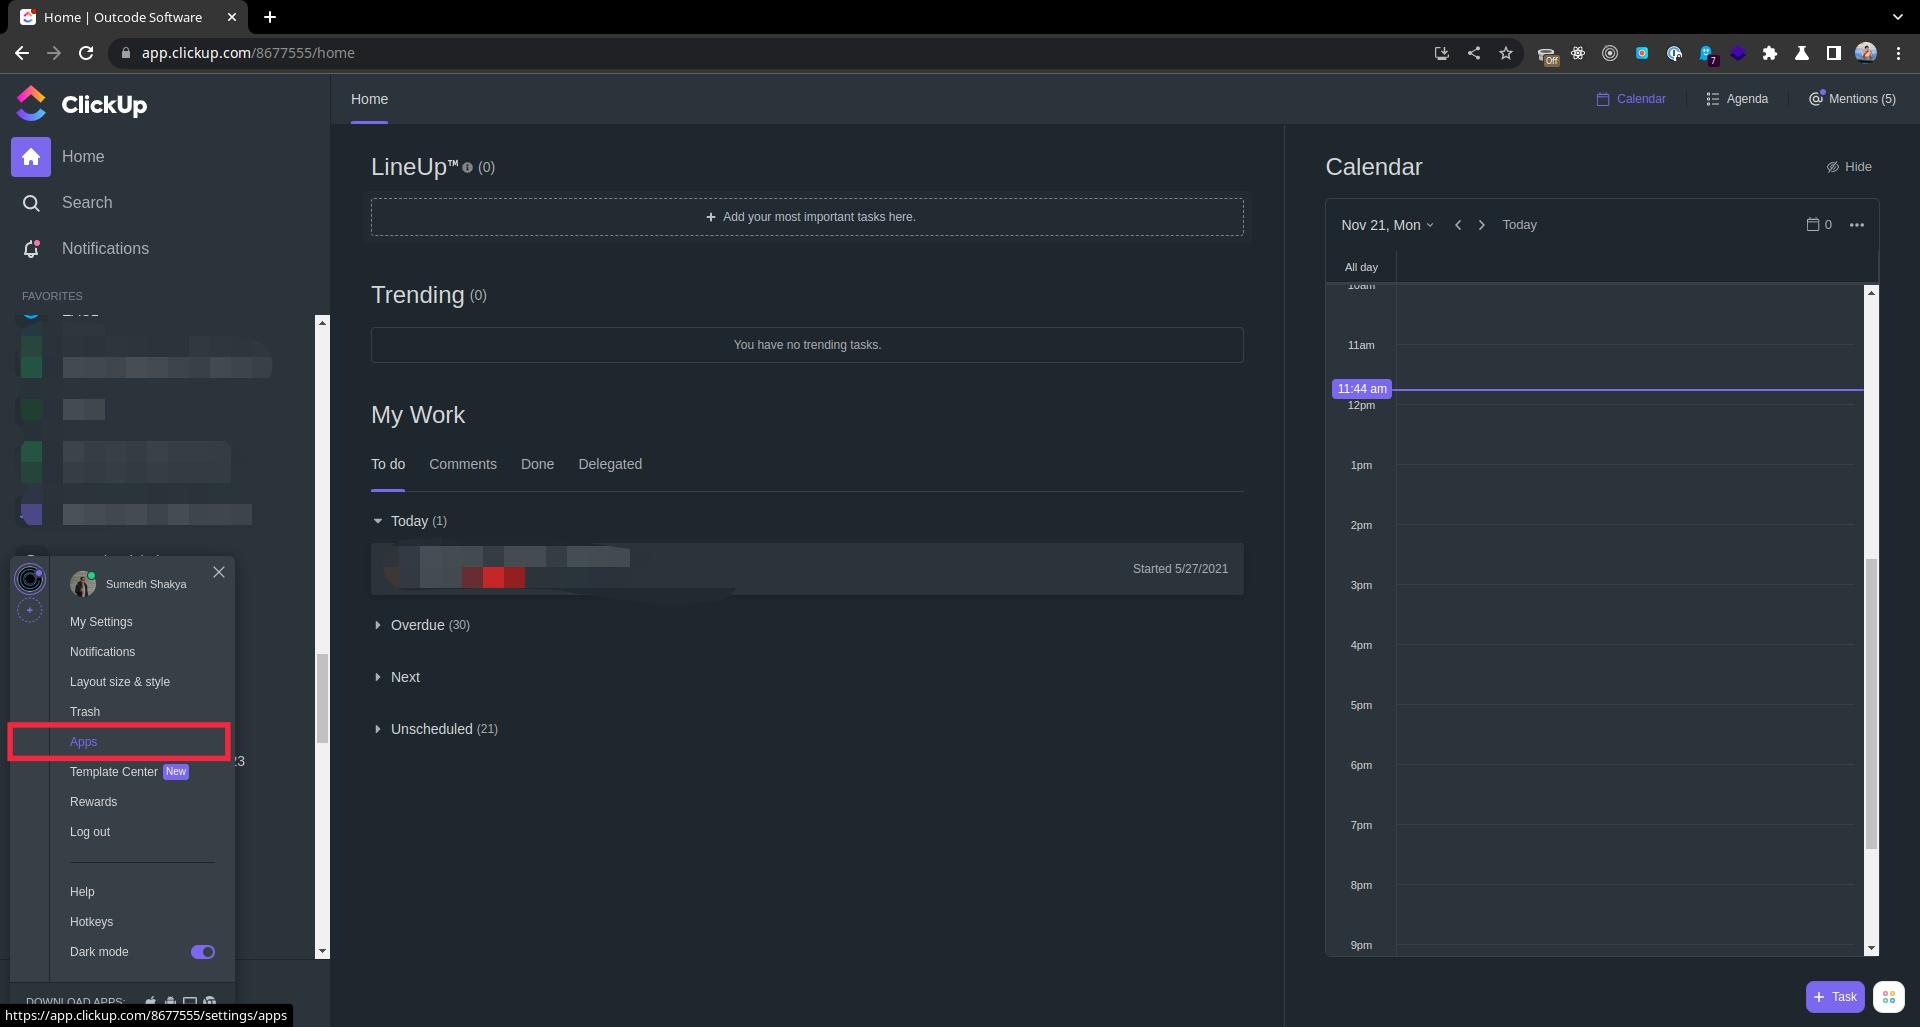 Home | Outcode Software
app.clickup.com/8677555/home
Off
7
ClickUp
Home
Search
Notifications
FAVORITES
Home
Calendar
Agenda
Mentions (5)
LineUp™ (0)
+ Add your most important tasks here.
Trending (0)
You have no trending tasks.
My Work
To do
Comments
Done
Delegated
Today (1)
Started 5/27/2021
Overdue (30)
Next
Unscheduled (21)
Calendar
Hide
Nov 21, Mon
Today
0
All day
10am
11am
11:44 am
12pm
1pm
2pm
3pm
4pm
5pm
6pm
7pm
8pm
9pm
Sumedh Shakya
My Settings
Notifications
Layout size & style
Trash
Apps
Template Center New
23
Rewards
Log out
Help
Hotkeys
Dark mode
DOWNLOAD APPS:
https://app.clickup.com/8677555/settings/apps
+ Task